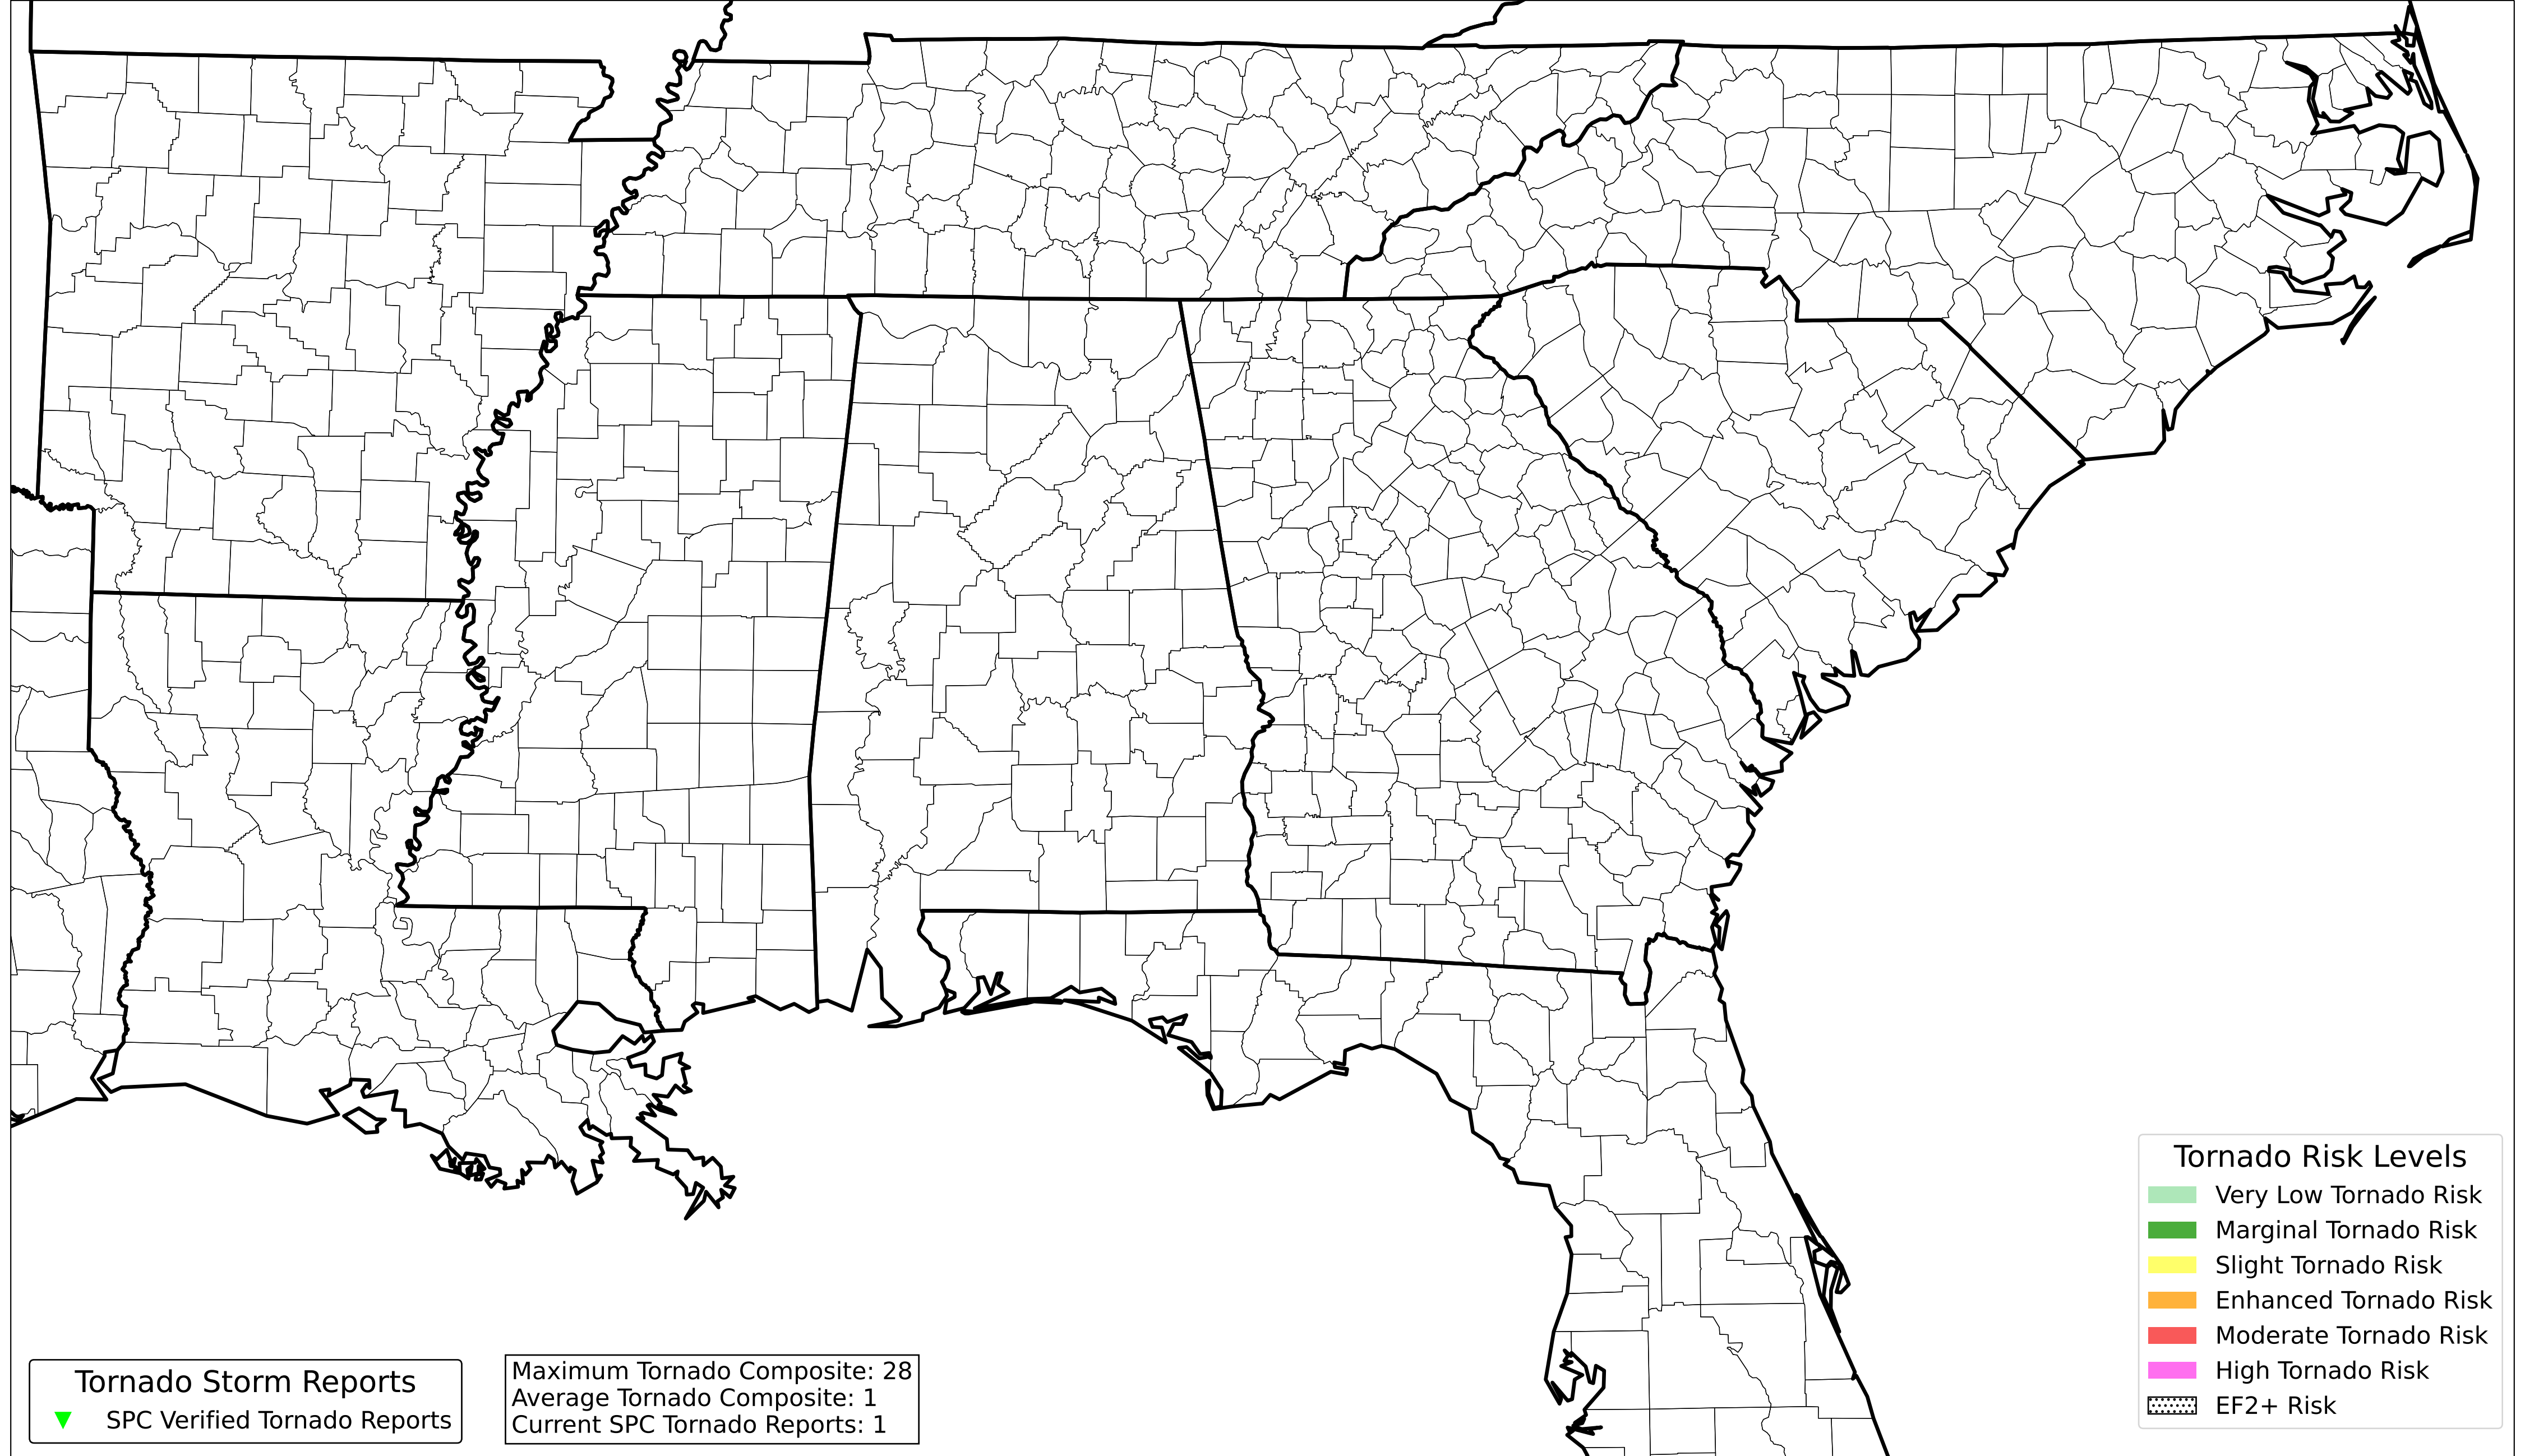 Tornado Storm Reports
SPC Verified Tornado Reports
Maximum Tornado Composite: 28
Average Tornado Composite: 1
Current SPC Tornado Reports: 1
Tornado Risk Levels
Very Low Tornado Risk
Marginal Tornado Risk
Slight Tornado Risk
Enhanced Tornado Risk
Moderate Tornado Risk
High Tornado Risk
EF2+ Risk